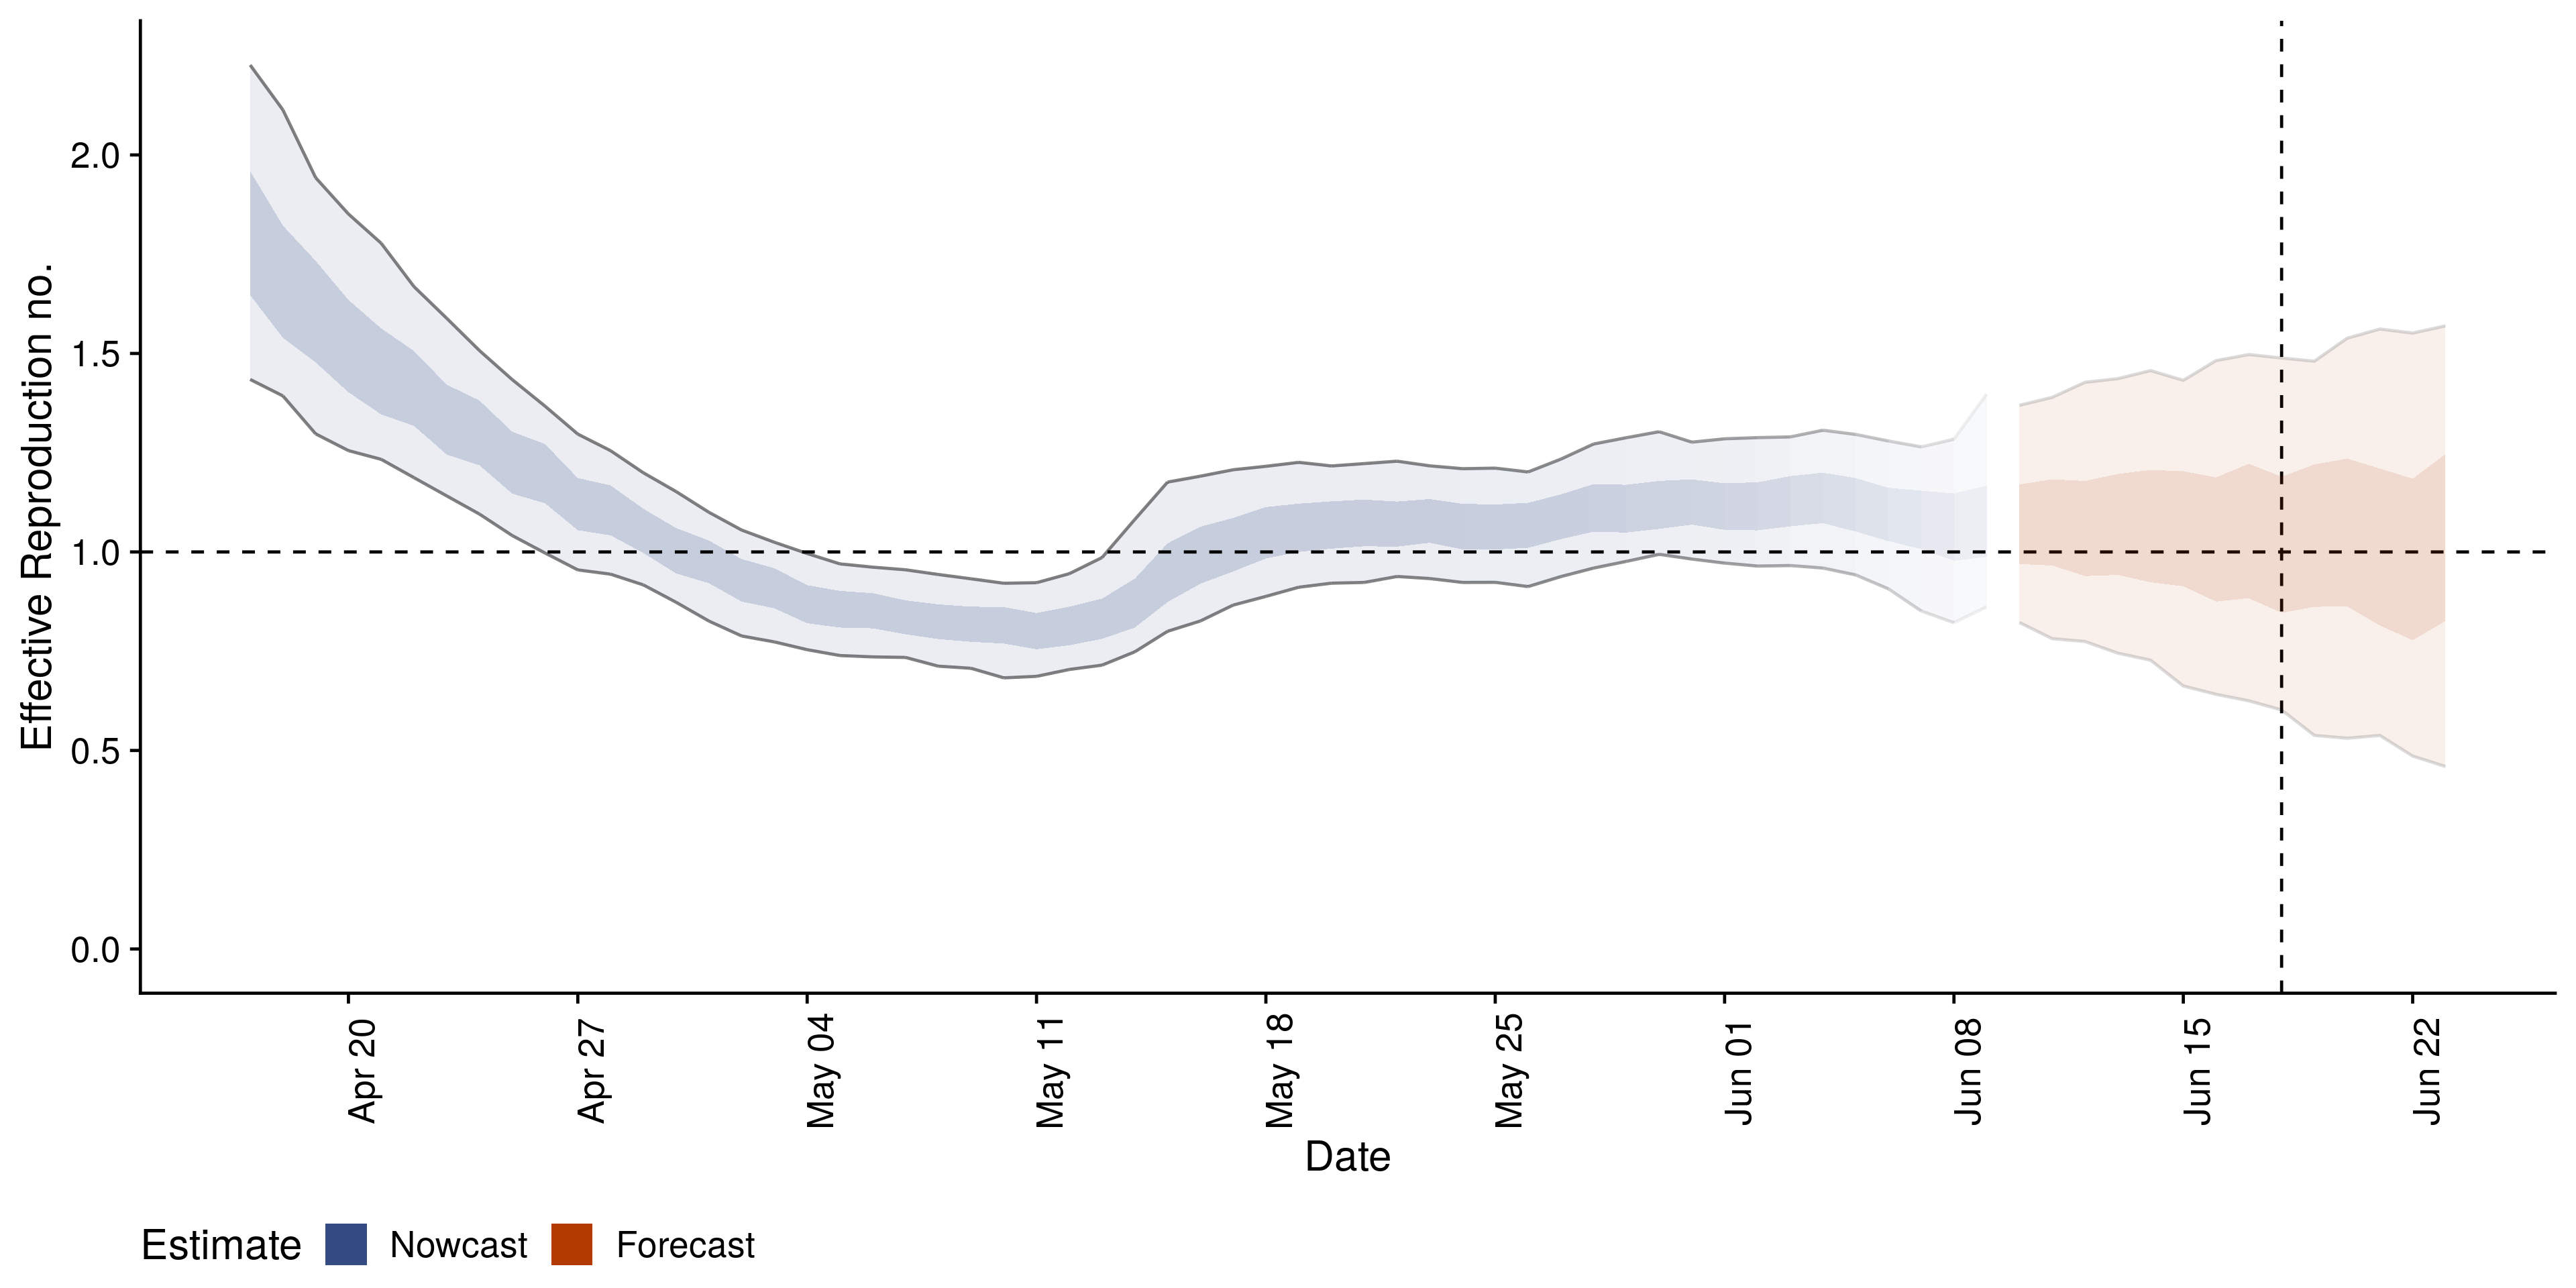 Effective Reproduction no.
2.0
1.5
1.0
0.5
0.0
Apr 20
Apr 27
May 04
May 11
May 18
May 25
Jun 01
Jun 08
Jun 15
Jun 22
Date
Estimate Nowcast Forecast